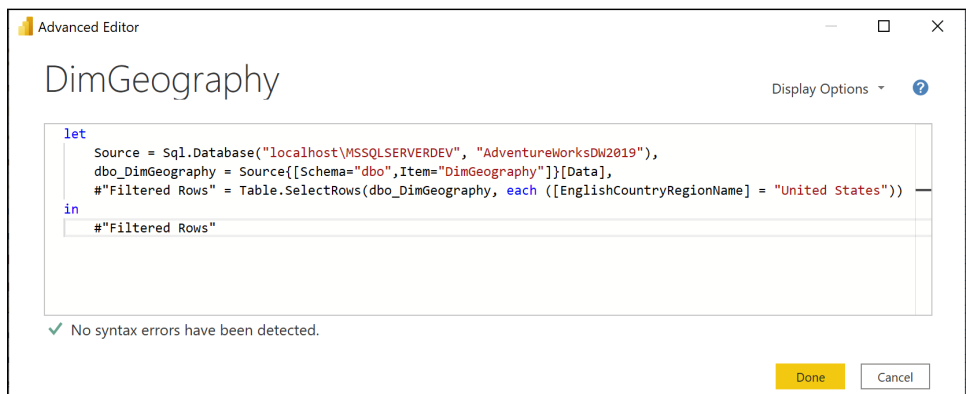 Advanced Editor
DimGeography
Display Options
?
let
    Source = Sql.Database("localhost\MSSQLSERVERDEV", "AdventureWorksDW2019"),
    dbo_DimGeography = Source{[Schema="dbo",Item="DimGeography"]}[Data],
    #"Filtered Rows" = Table.SelectRows(dbo_DimGeography, each ([EnglishCountryRegionName] = "United States"))
in
    #"Filtered Rows"
No syntax errors have been detected.
Done
Cancel